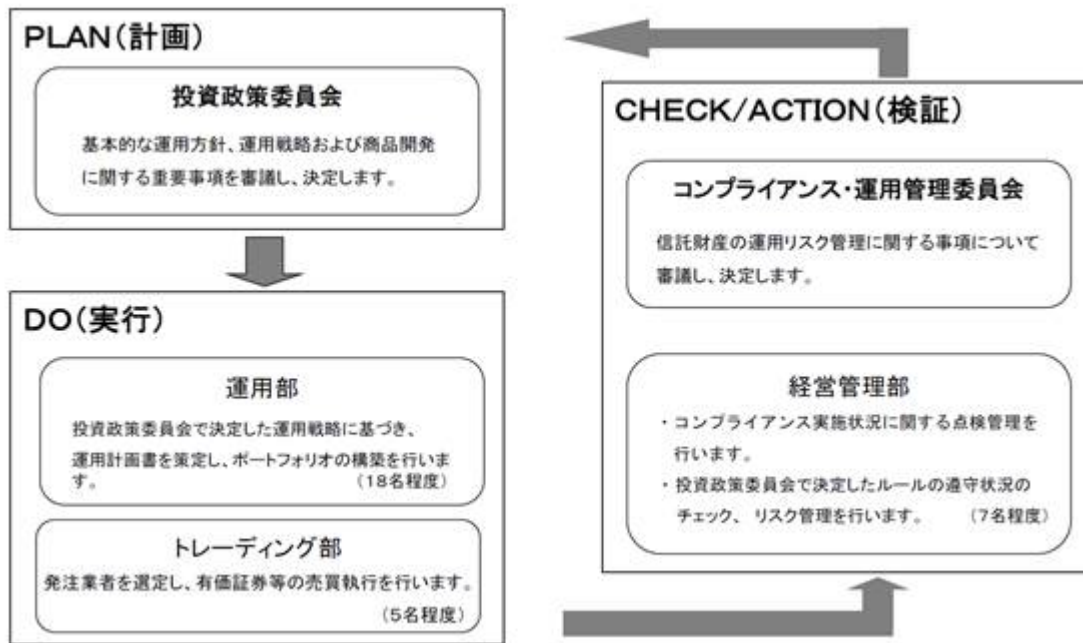 PLAN(計画)
投資政策委員会
基本的な運用方針、運用戦略および商品開発
に関する重要事項を審議し、決定します。
DO(実行)
運用部
投資政策委員会で決定した運用戦略に基づき、
運用計画書を策定し、ポートフォリオの構築を行いま
す。 (18名程度)
トレーディング部
発注業者を選定し、有価証券等の売買執行を行います。
(5名程度)
CHECK/ACTION(検証)
コンプライアンス・運用管理委員会
信託財産の運用リスク管理に関する事項について
審議し、決定します。
経営管理部
・コンプライアンス実施状況に関する点検管理を
行います。
・投資政策委員会で決定したルールの遵守状況の
チェック、 リスク管理を行います。 (7名程度)